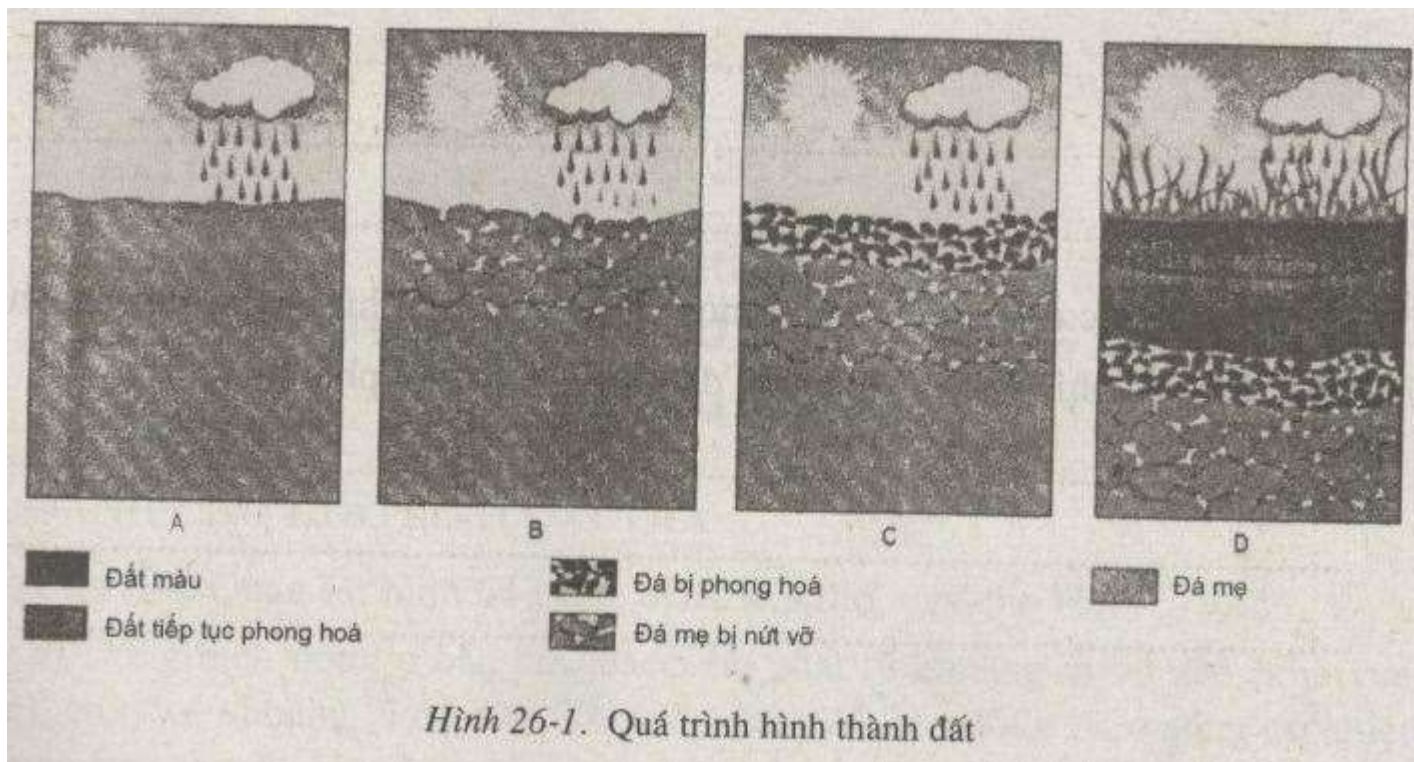 A
B
C
D
Đất màu
Đất tiếp tục phong hoá
Đá bị phong hoá
Đá mẹ bị nứt vỡ
Đá mẹ
Hình 26-1. Quá trình hình thành đất